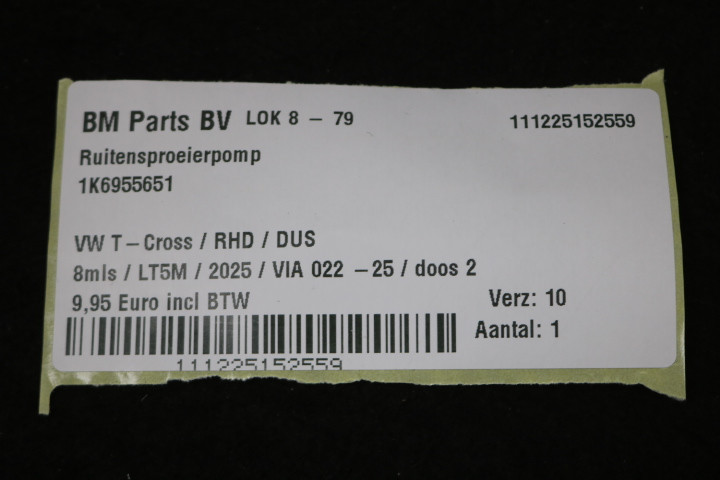 BM Parts BV LOK 8 - 79 111225152559
Ruitensproeierpomp
1K6955651
VW T-Cross / RHD / DUS
8mls / LT5M / 2025 / VIA 022 -25 / doos 2
9,95 Euro incl BTW Verz: 10
Aantal: 1
111225152559